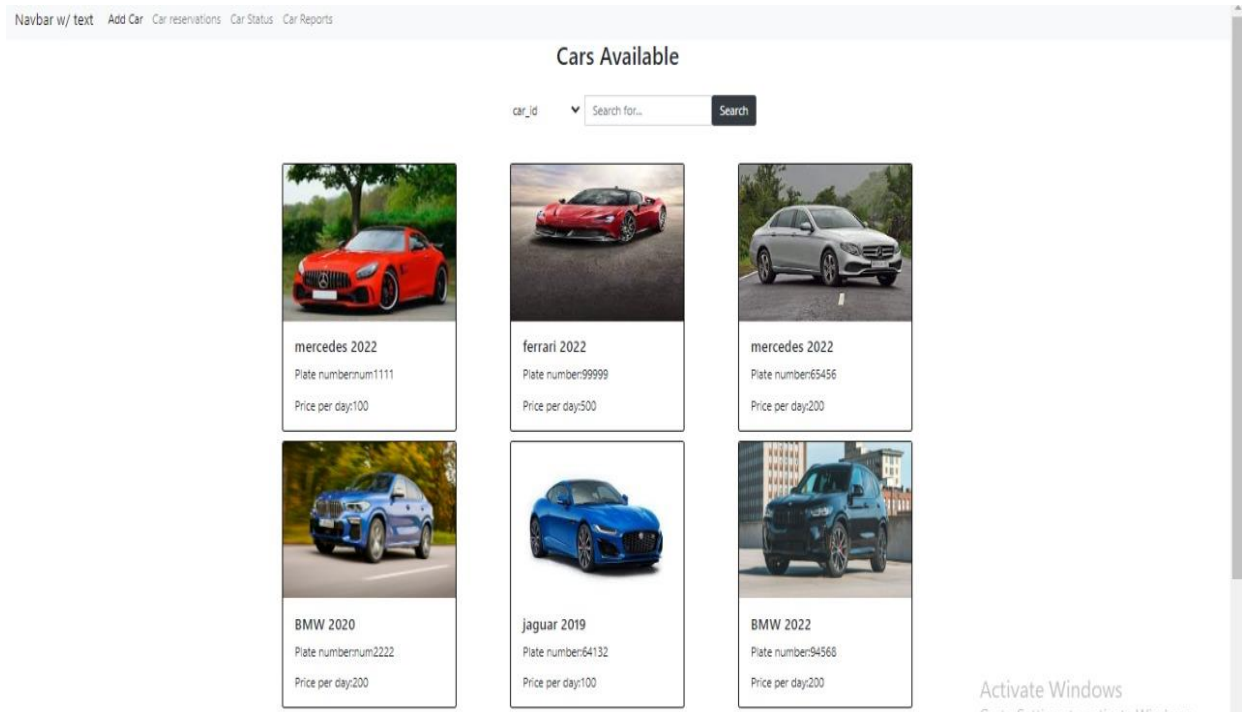 Navbar w/ text Add Car Car reservations Car Status Car Reports
Cars Available
car_id Search for... Search
mercedes 2022
Plate number:num1111
Price per day:100
ferrari 2022
Plate number:99999
Price per day:500
mercedes 2022
Plate number:65456
Price per day:200
BMW 2020
Plate number:num2222
Price per day:200
jaguar 2019
Plate number:64132
Price per day:100
BMW 2022
Plate number:94568
Price per day:200
Activate Windows